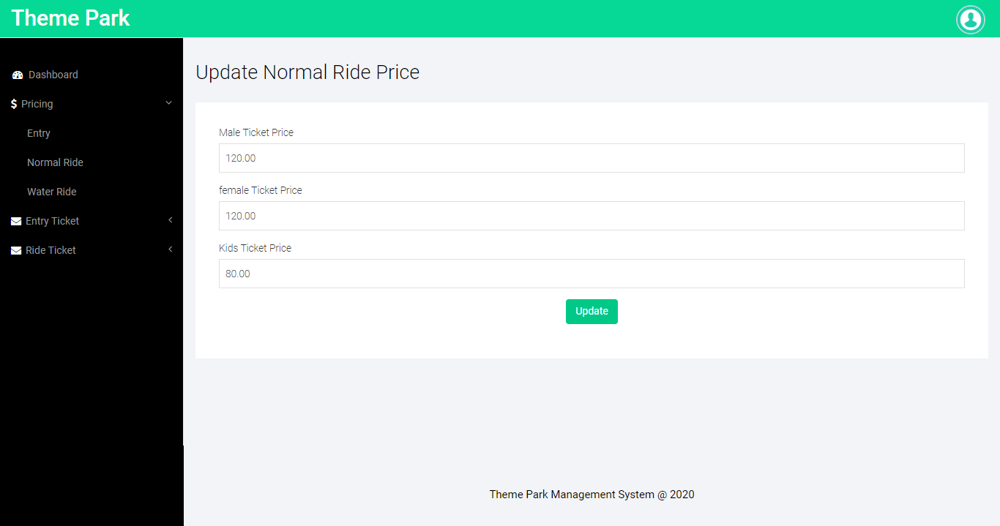 Theme Park
Dashboard
Pricing
Entry
Normal Ride
Water Ride
Entry Ticket
Ride Ticket
Update Normal Ride Price
Male Ticket Price
120.00
female Ticket Price
120.00
Kids Ticket Price
80.00
Update
Theme Park Management System @ 2020